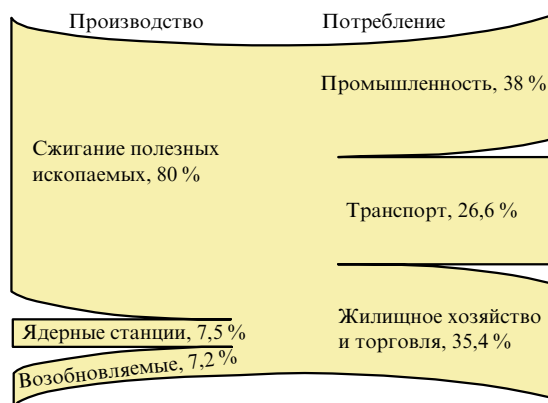 Производство
Потребление
Промышленность, 38 %
Сжигание полезных
ископаемых, 80 %
Транспорт, 26,6 %
Ядерные станции, 7,5 %
Возобновляемые, 7,2 %
Жилищное хозяйство
и торговля, 35,4 %